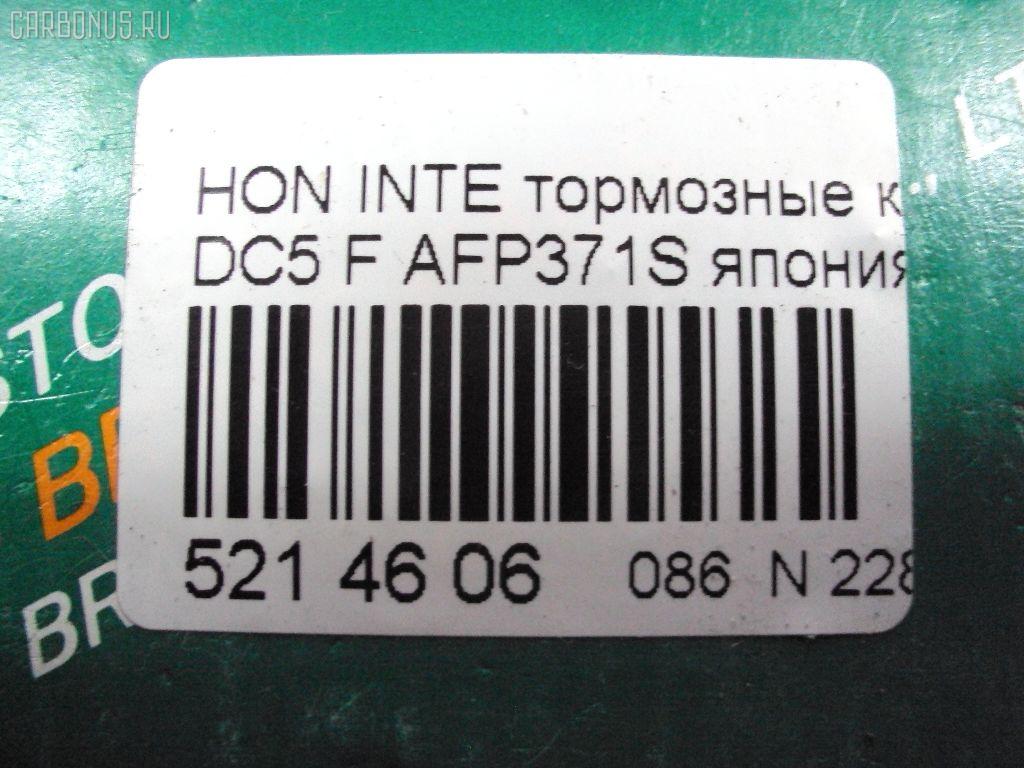 CARBONUS.RU
HON INTE тормозные к
DC5 F AFP371S япония
521 46 06 086 N 228